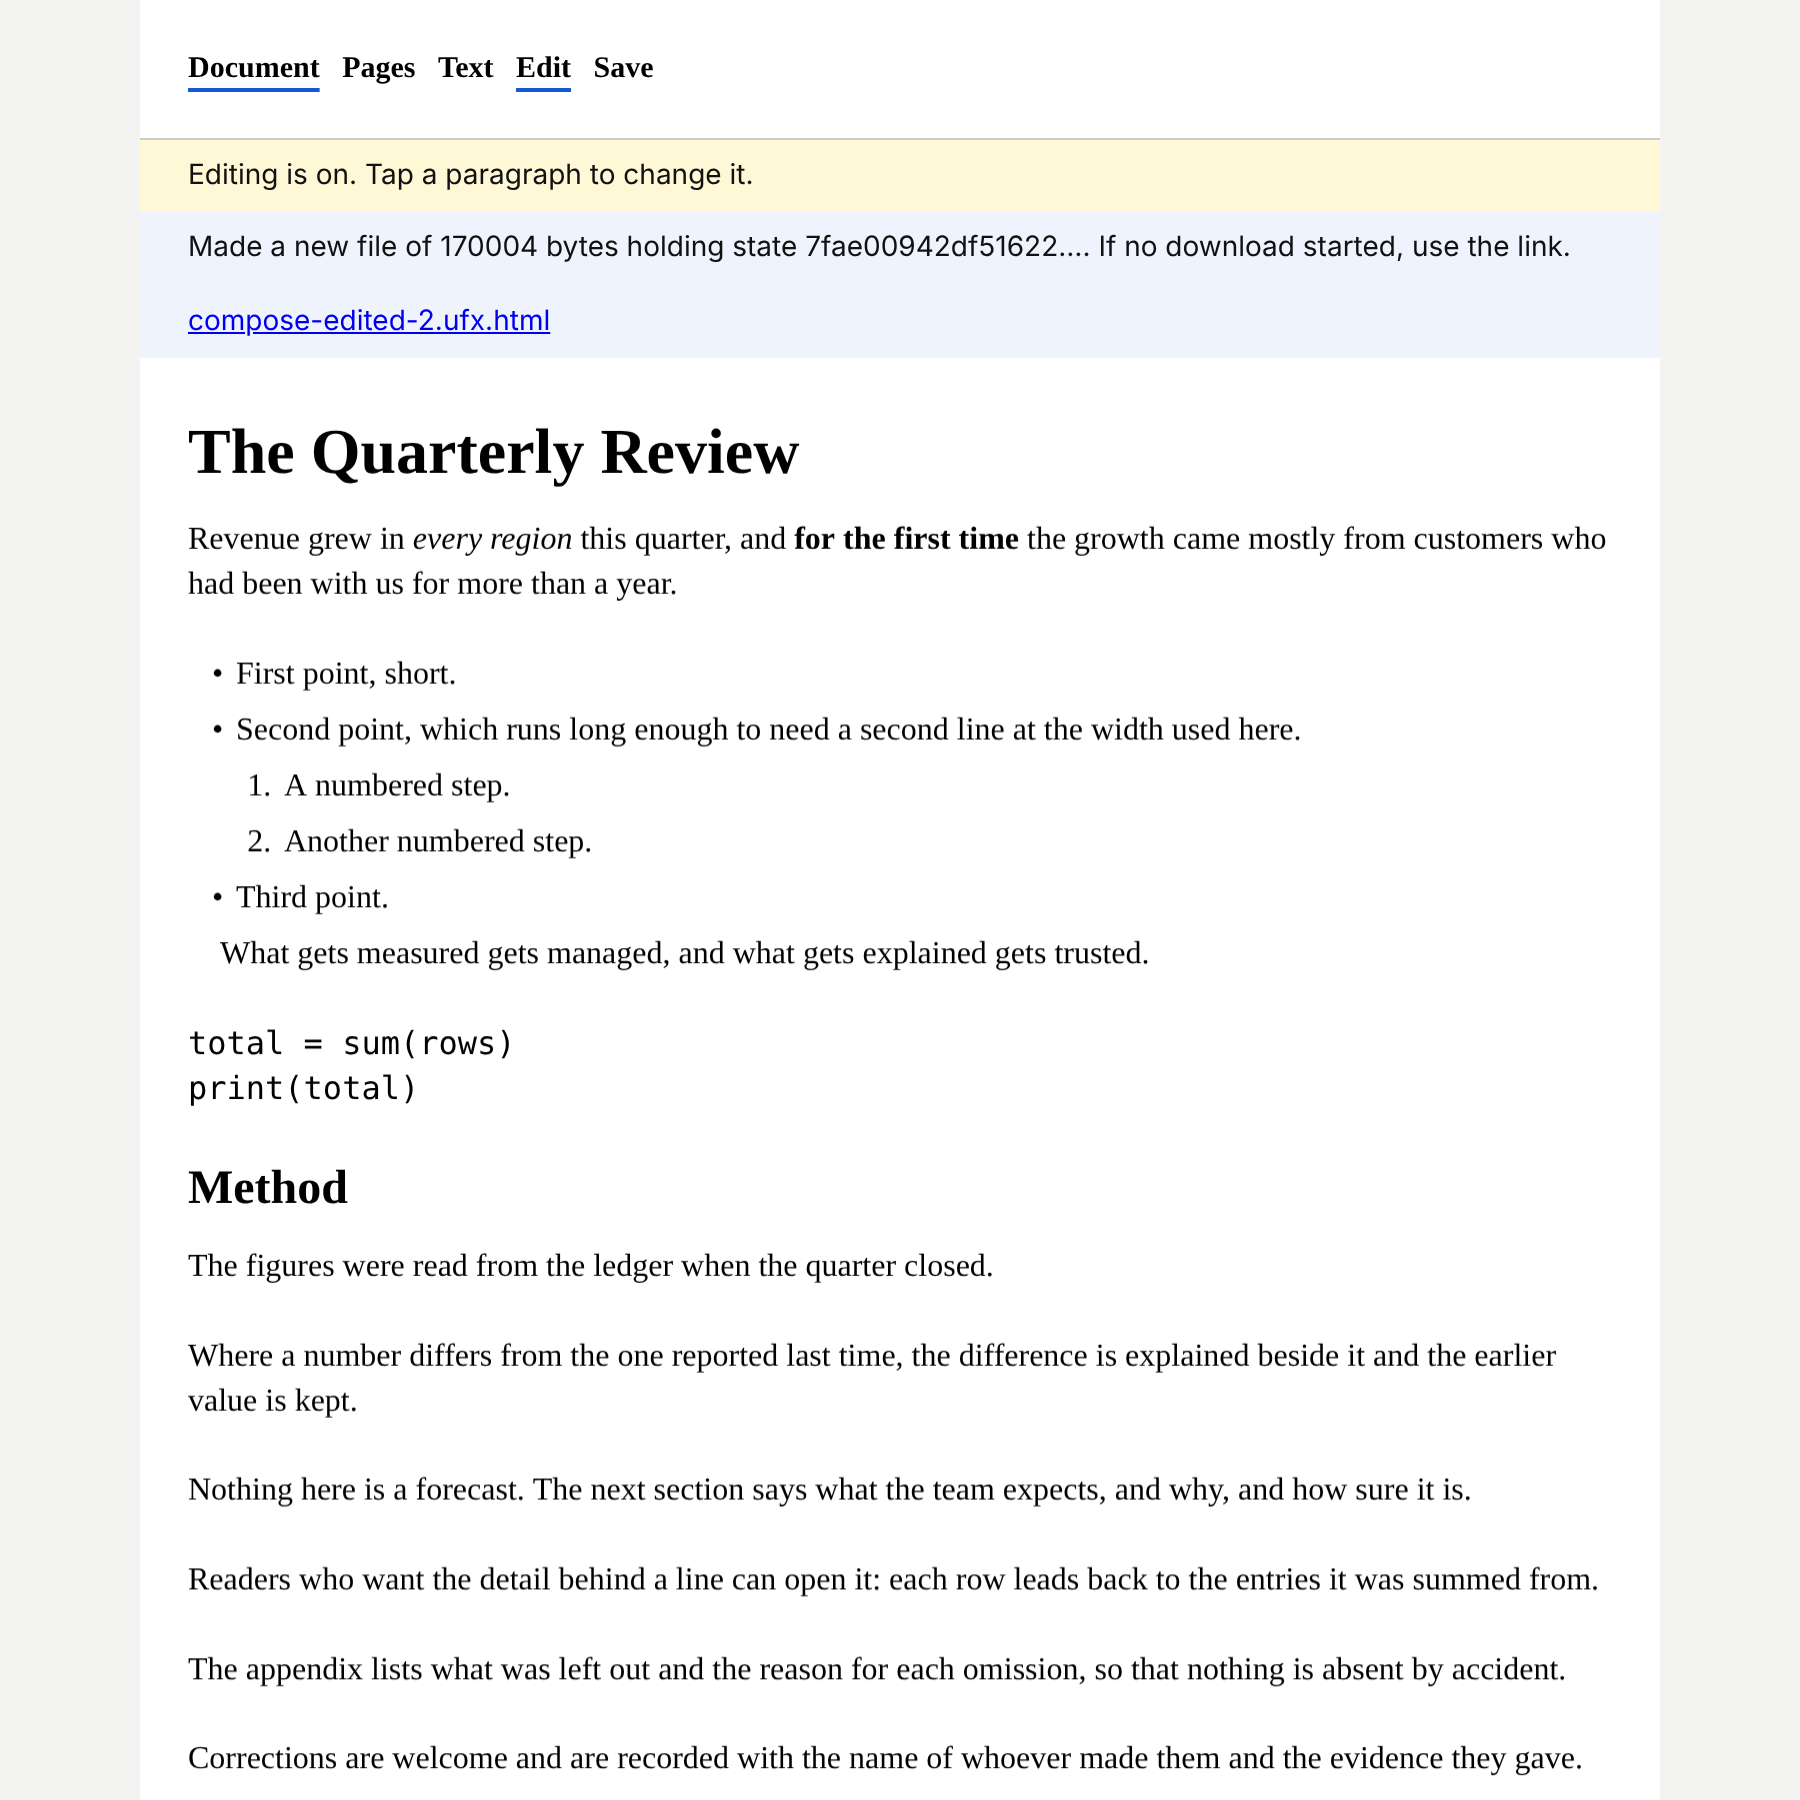 Document Pages Text Edit Save
Editing is on. Tap a paragraph to change it.
Made a new file of 170004 bytes holding state 7fae00942df51622.... If no download started, use the link.
compose-edited-2.ufx.html
The Quarterly Review
Revenue grew in every region this quarter, and for the first time the growth came mostly from customers who
had been with us for more than a year.
• First point, short.
• Second point, which runs long enough to need a second line at the width used here.
1. A numbered step.
2. Another numbered step.
• Third point.
What gets measured gets managed, and what gets explained gets trusted.
total = sum(rows)
print(total)
Method
The figures were read from the ledger when the quarter closed.
Where a number differs from the one reported last time, the difference is explained beside it and the earlier
value is kept.
Nothing here is a forecast. The next section says what the team expects, and why, and how sure it is.
Readers who want the detail behind a line can open it: each row leads back to the entries it was summed from.
The appendix lists what was left out and the reason for each omission, so that nothing is absent by accident.
Corrections are welcome and are recorded with the name of whoever made them and the evidence they gave.